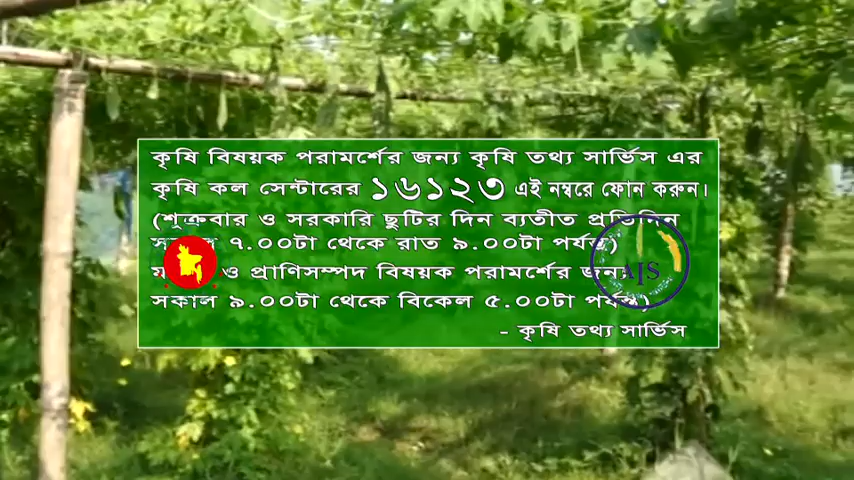 কৃষি বিষয়ক পরামর্শের জন্য কৃষি তথ্য সার্ভিস এর
কৃষি কল সেন্টারের ১৬১২৩ এই নম্বরে ফোন করুন।
(শুক্রবার ও সরকারি ছুটির দিন ব্যতীত প্রতিদিন
৭.০০টা থেকে রাত ৯.০০টা পর্যন্ত)
ও প্রাণিসম্পদ বিষয়ক পরামর্শের জন্য
সকাল ৯.০০টা থেকে বিকেল ৫.০০টা পর্যন্ত)
- কৃষি তথ্য সার্ভিস
AIS